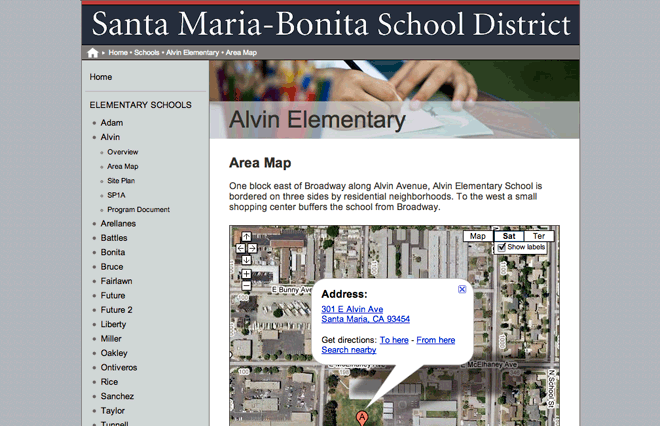 Santa Maria-Bonita School District
Home • Schools • Alvin Elementary • Area Map
Home
ELEMENTARY SCHOOLS
Adam
Alvin
Overview
Area Map
Site Plan
SP1A
Program Document
Arellanes
Battles
Bonita
Bruce
Fairlawn
Future
Future 2
Liberty
Miller
Oakley
Ontiveros
Rice
Sanchez
Taylor
Tunnell
Alvin Elementary
Area Map
One block east of Broadway along Alvin Avenue, Alvin Elementary School is
bordered on three sides by residential neighborhoods. To the west a small
shopping center buffers the school from Broadway.
Map Sat Ter
Show labels
E Bunny Ave
Address:
301 E Alvin Ave
Santa Maria, CA 93454
Get directions: To here - From here
Search nearby
E McElhaney Ave
E McElhaney Ave
N School St
A